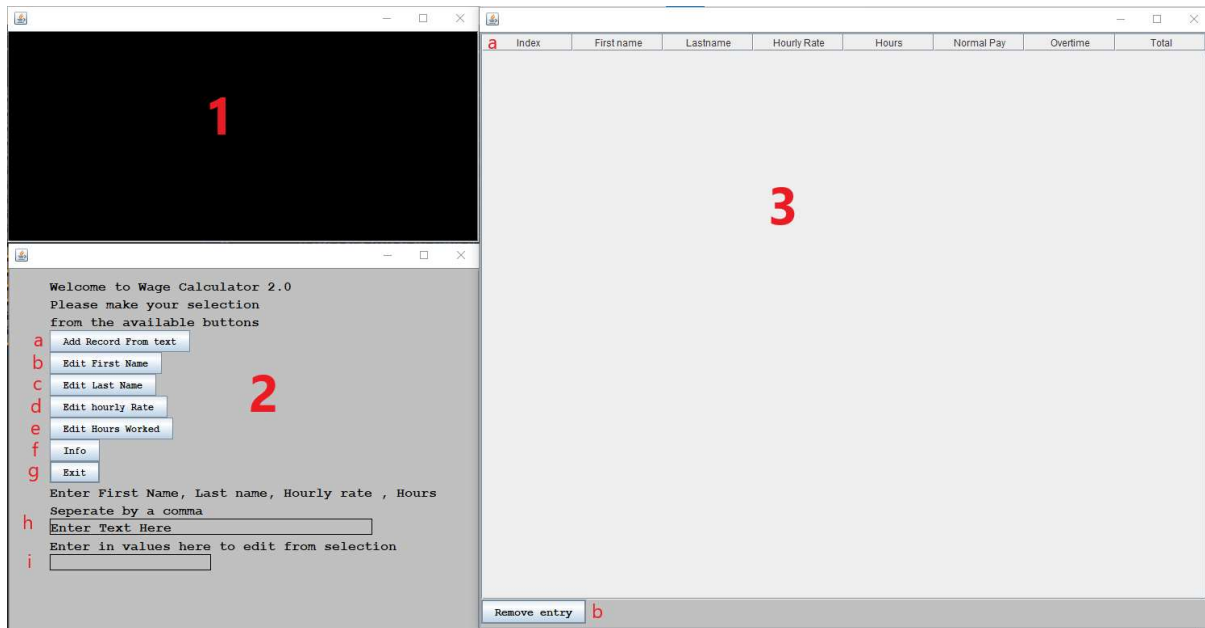 1
Welcome to Wage Calculator 2.0
Please make your selection
from the available buttons
a Add Record From text
b Edit First Name
c Edit Last Name
d Edit hourly Rate
e Edit Hours Worked
f Info
g Exit
2
Enter First Name, Last name, Hourly rate , Hours
Seperate by a comma
h Enter Text Here
Enter in values here to edit from selection
i
a Index First name Lastname Hourly Rate Hours Normal Pay Overtime Total
3
Remove entry b